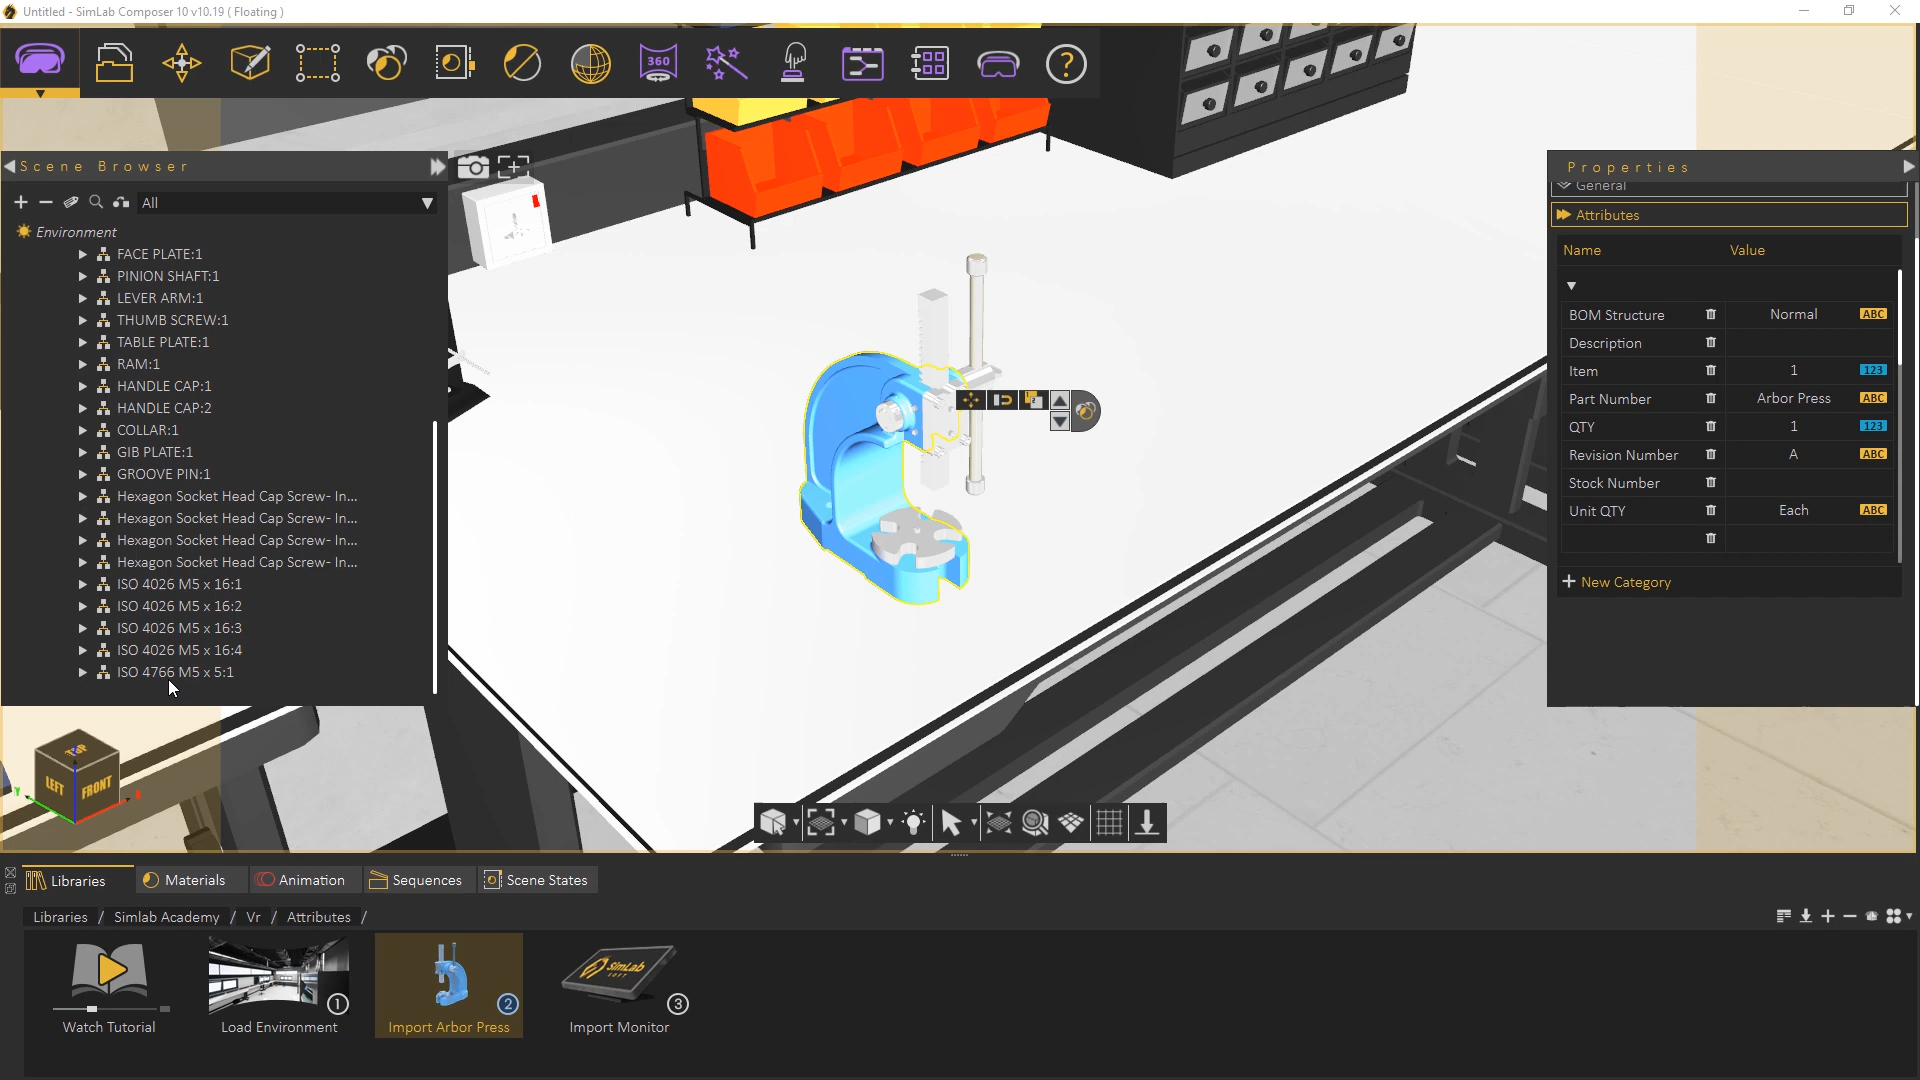 Untitled - SimLab Composer 10 v10.19 ( Floating )
360
?
Scene Browser
All
Environment
FACE PLATE:1
PINION SHAFT:1
LEVER ARM:1
THUMB SCREW:1
TABLE PLATE:1
RAM:1
HANDLE CAP:1
HANDLE CAP:2
COLLAR:1
GIB PLATE:1
GROOVE PIN:1
Hexagon Socket Head Cap Screw- In...
Hexagon Socket Head Cap Screw- In...
Hexagon Socket Head Cap Screw- In...
Hexagon Socket Head Cap Screw- In...
ISO 4026 M5 x 16:1
ISO 4026 M5 x 16:2
ISO 4026 M5 x 16:3
ISO 4026 M5 x 16:4
ISO 4766 M5 x 5:1
Properties
General
Attributes
Name Value
BOM Structure Normal ABC
Description
Item 1 123
Part Number Arbor Press ABC
QTY 1 123
Revision Number A ABC
Stock Number
Unit QTY Each ABC
New Category
TOP
LEFT FRONT
Libraries Materials Animation Sequences Scene States
Libraries / Simlab Academy / Vr / Attributes /
SimLab
SOFT
1 2 3
Watch Tutorial Load Environment Import Arbor Press Import Monitor